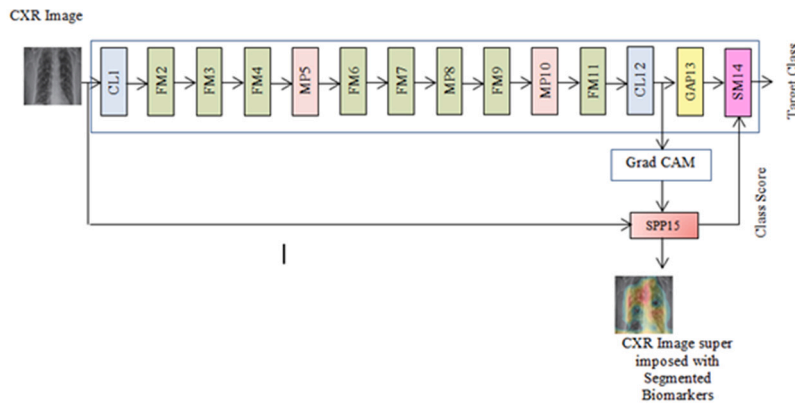 CXR Image
CL1
FM2
FM3
FM4
MP5
FM6
FM7
MP8
FM9
MP10
FM11
CL12
GAP13
SM14
Target Class
Grad CAM
Class Score
SPP15
CXR Image super
imposed with
Segmented
Biomarkers